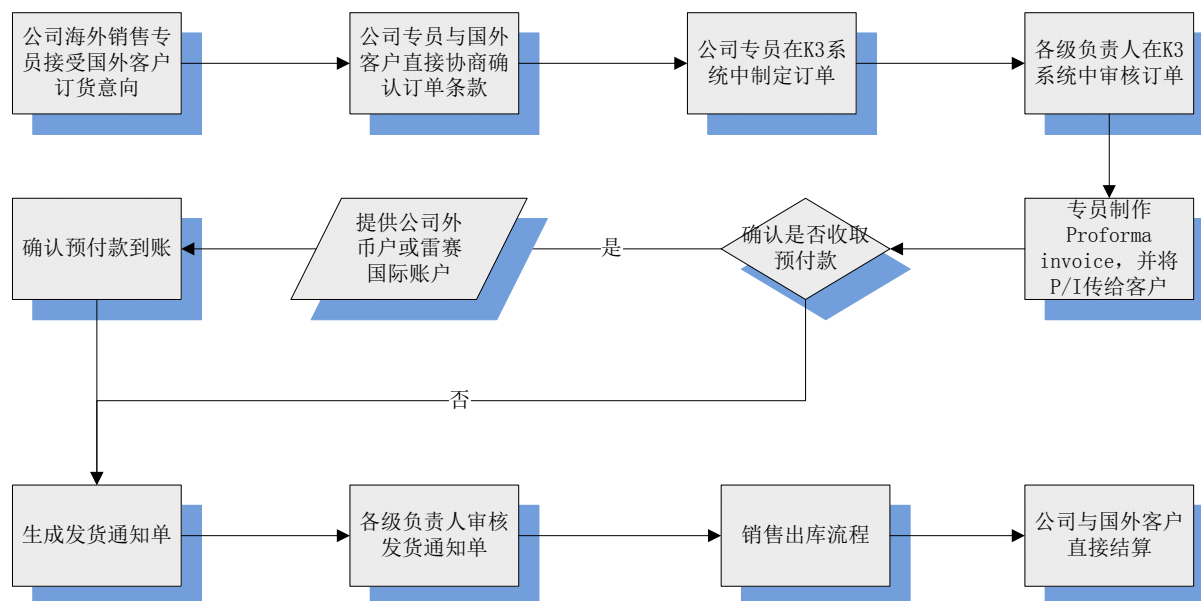 公司海外销售专
员接受国外客户
订货意向
公司专员与国外
客户直接协商确
认订单条款
公司专员在K3系
统中制定订单
各级负责人在K3
系统中审核订单
专员制作
Proforma
invoice，并将
P/I传给客户
确认是否收取
预付款
是
提供公司外
币户或雷赛
国际账户
确认预付款到账
否
生成发货通知单
各级负责人审核
发货通知单
销售出库流程
公司与国外客户
直接结算